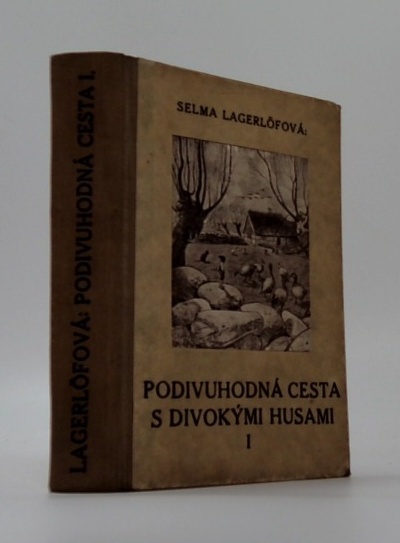 LAGERLÖFOVÁ: PODIVUHODNÁ CESTA I.
SELMA LAGERLÖFOVÁ:
PODIVUHODNÁ CESTA
S DIVOKÝMI HUSAMI
I